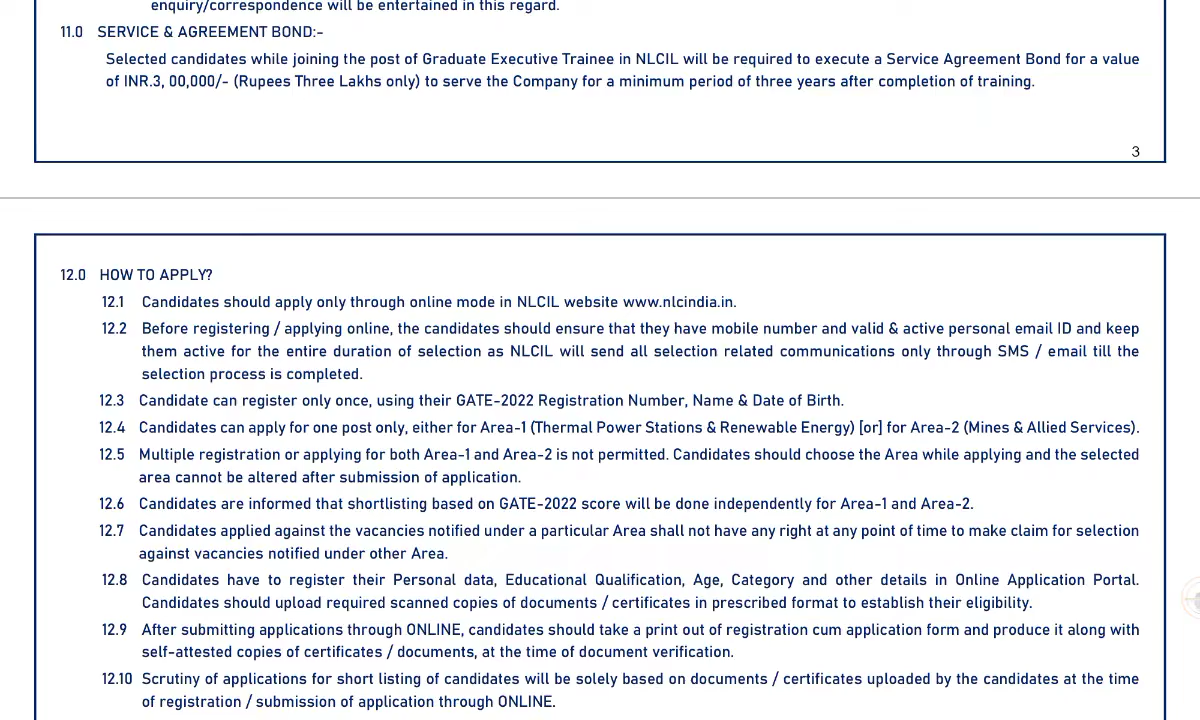 enquiry/correspondence will be entertained in this regard.
11.0 SERVICE & AGREEMENT BOND:-
Selected candidates while joining the post of Graduate Executive Trainee in NLCIL will be required to execute a Service Agreement Bond for a value
of INR.3, 00,000/- (Rupees Three Lakhs only) to serve the Company for a minimum period of three years after completion of training.
3
12.0 HOW TO APPLY?
12.1 Candidates should apply only through online mode in NLCIL website www.nlcindia.in.
12.2 Before registering / applying online, the candidates should ensure that they have mobile number and valid & active personal email ID and keep
them active for the entire duration of selection as NLCIL will send all selection related communications only through SMS / email till the
selection process is completed.
12.3 Candidate can register only once, using their GATE-2022 Registration Number, Name & Date of Birth.
12.4 Candidates can apply for one post only, either for Area-1 (Thermal Power Stations & Renewable Energy) [or] for Area-2 (Mines & Allied Services).
12.5 Multiple registration or applying for both Area-1 and Area-2 is not permitted. Candidates should choose the Area while applying and the selected
area cannot be altered after submission of application.
12.6 Candidates are informed that shortlisting based on GATE-2022 score will be done independently for Area-1 and Area-2.
12.7 Candidates applied against the vacancies notified under a particular Area shall not have any right at any point of time to make claim for selection
against vacancies notified under other Area.
12.8 Candidates have to register their Personal data, Educational Qualification, Age, Category and other details in Online Application Portal.
Candidates should upload required scanned copies of documents / certificates in prescribed format to establish their eligibility.
12.9 After submitting applications through ONLINE, candidates should take a print out of registration cum application form and produce it along with
self-attested copies of certificates / documents, at the time of document verification.
12.10 Scrutiny of applications for short listing of candidates will be solely based on documents / certificates uploaded by the candidates at the time
of registration / submission of application through ONLINE.